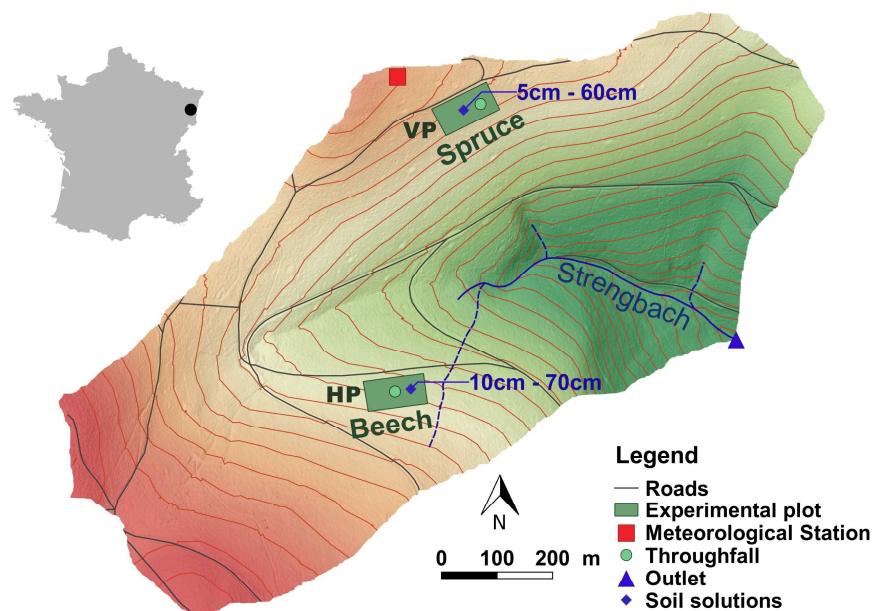 5cm - 60cm
VP
Spruce
Strengbach
10cm - 70cm
HP
Beech
Legend
Roads
Experimental plot
Meteorological Station
Throughfall
Outlet
Soil solutions
N
0 100 200 m